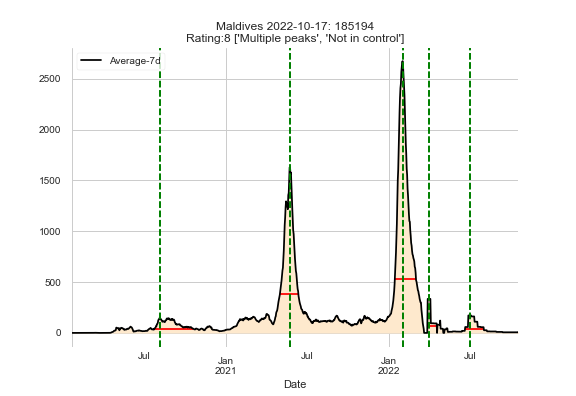 Maldives 2022-10-17: 185194
Rating:8 ['Multiple peaks', 'Not in control']
Average-7d
2500
2000
1500
1000
500
0
Jul
Jan
2021
Jul
Jan
2022
Jul
Date